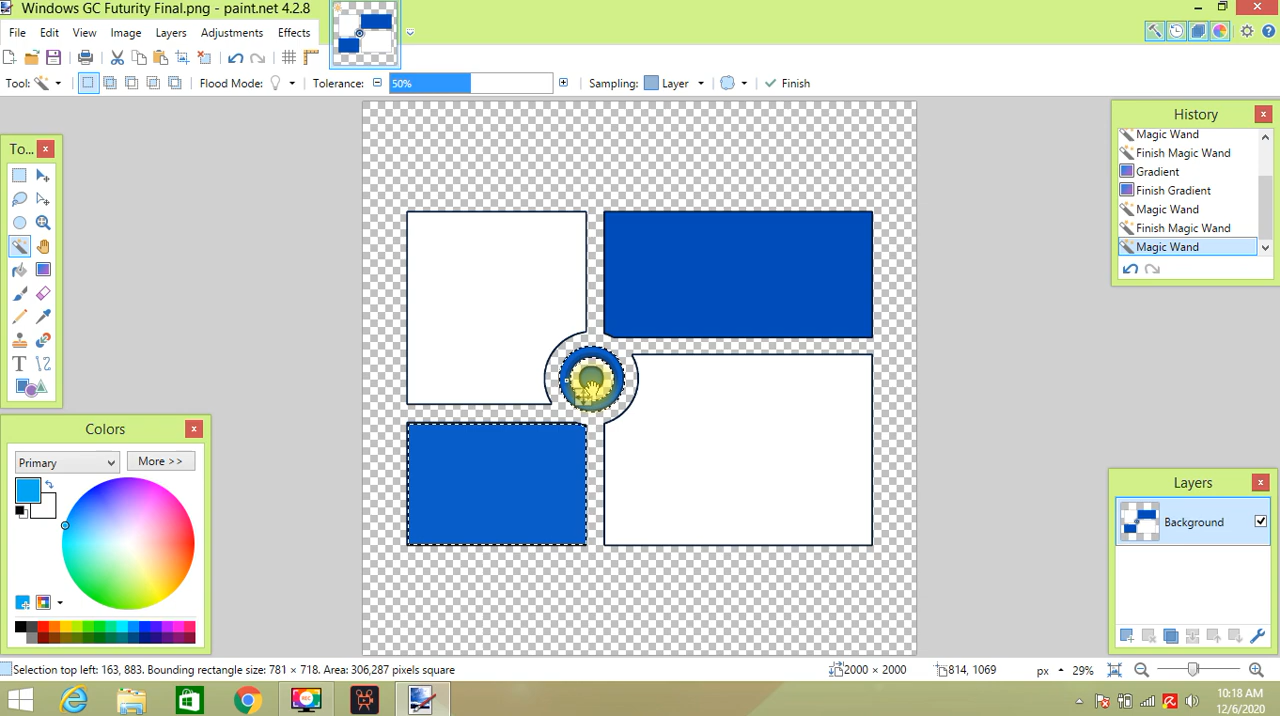 Windows GC Futurity Final.png - paint.net 4.2.8
File Edit View Image Layers Adjustments Effects
Tool: Flood Mode: Tolerance: 50% Sampling: Layer Finish
To...
History
Magic Wand
Finish Magic Wand
Gradient
Finish Gradient
Magic Wand
Finish Magic Wand
Magic Wand
T
Colors
Primary
More >>
Layers
Background
Selection top left: 163, 883. Bounding rectangle size: 781 × 718. Area: 306,287 pixels square
2000 × 2000
814, 1069
px
29%
10:18 AM
12/6/2020